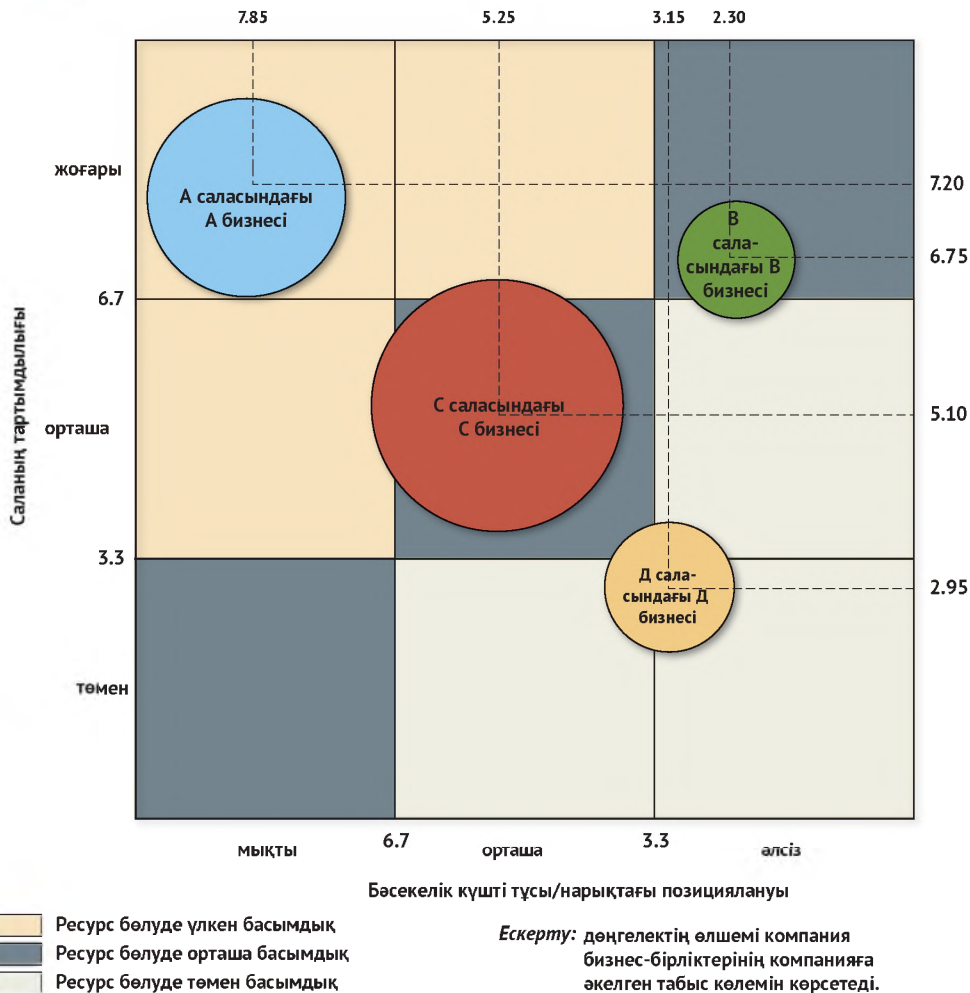 7.85 5.25 3.15 2.30
жоғары
А саласындағы
А бизнесі
7.20
В
сала-
сындағы В
бизнесі
6.75
6.7
Саланың тартымдылығы
орташа
С саласындағы
С бизнесі
5.10
3.3
Д сала-
сындағы Д
бизнесі
2.95
төмен
мықты 6.7 орташа 3.3 әлсіз
Бәсекелік күшті тұсы/нарықтағы позициялануы
Ресурс бөлуде үлкен басымдық
Ресурс бөлуде орташа басымдық
Ресурс бөлуде төмен басымдық
Ескерту: дөңгелектің өлшемі компания
бизнес-бірліктерінің компанияға
әкелген табыс көлемін көрсетеді.